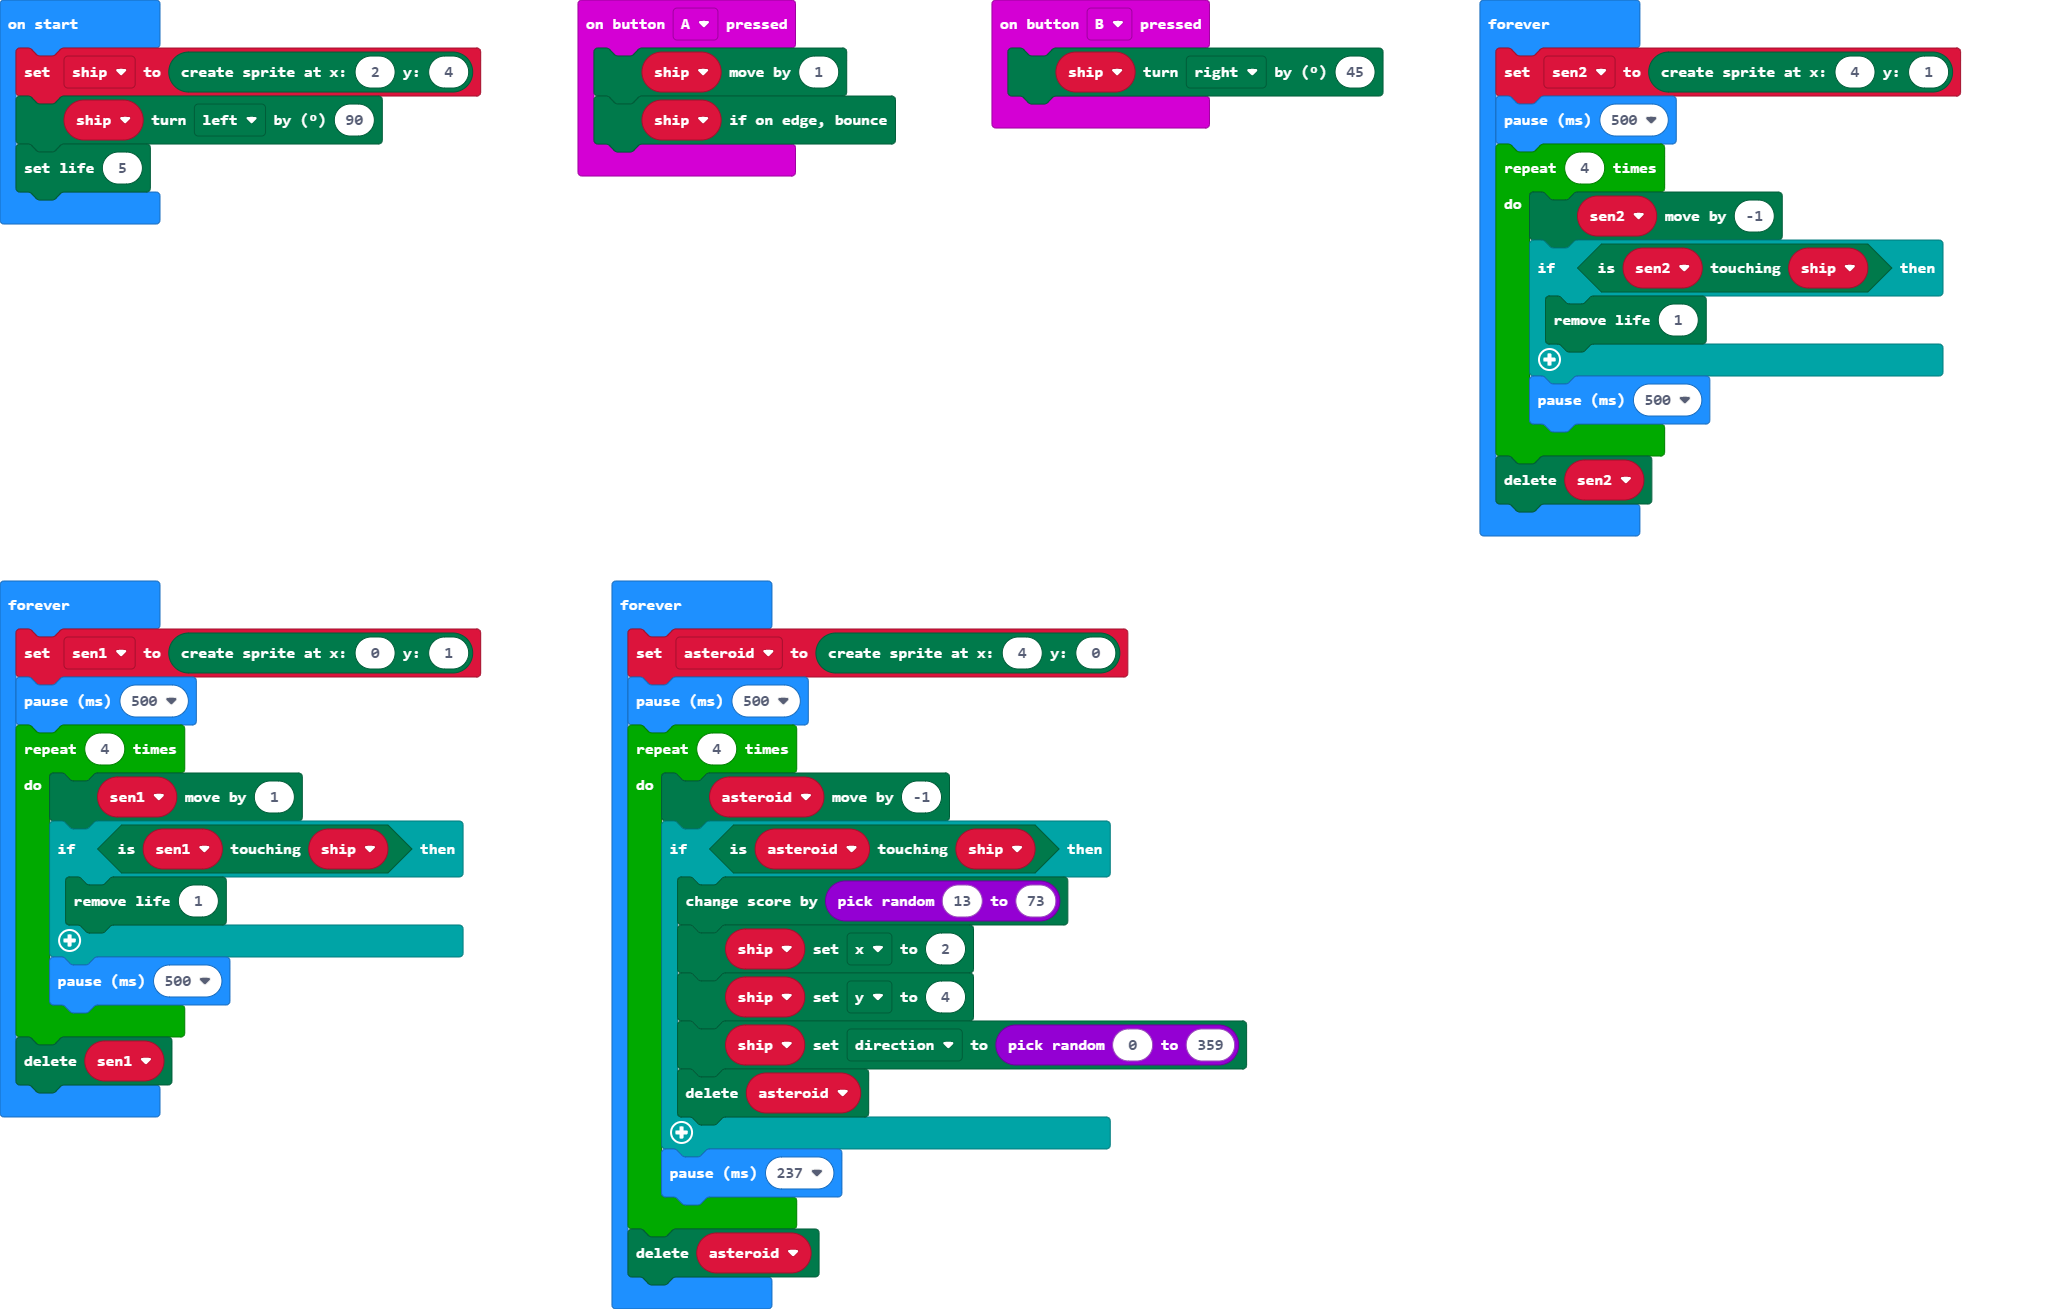 on start
set ship to create sprite at x: 2 y: 4
ship turn left by (º) 90
set life 5
on button A pressed
ship move by 1
ship if on edge, bounce
on button B pressed
ship turn right by (º) 45
forever
set sen2 to create sprite at x: 4 y: 1
pause (ms) 500
repeat 4 times
do
sen2 move by -1
if is sen2 touching ship then
remove life 1
pause (ms) 500
delete sen2
forever
set sen1 to create sprite at x: 0 y: 1
pause (ms) 500
repeat 4 times
do
sen1 move by 1
if is sen1 touching ship then
remove life 1
pause (ms) 500
delete sen1
forever
set asteroid to create sprite at x: 4 y: 0
pause (ms) 500
repeat 4 times
do
asteroid move by -1
if is asteroid touching ship then
change score by pick random 13 to 73
ship set x to 2
ship set y to 4
ship set direction to pick random 0 to 359
delete asteroid
pause (ms) 237
delete asteroid